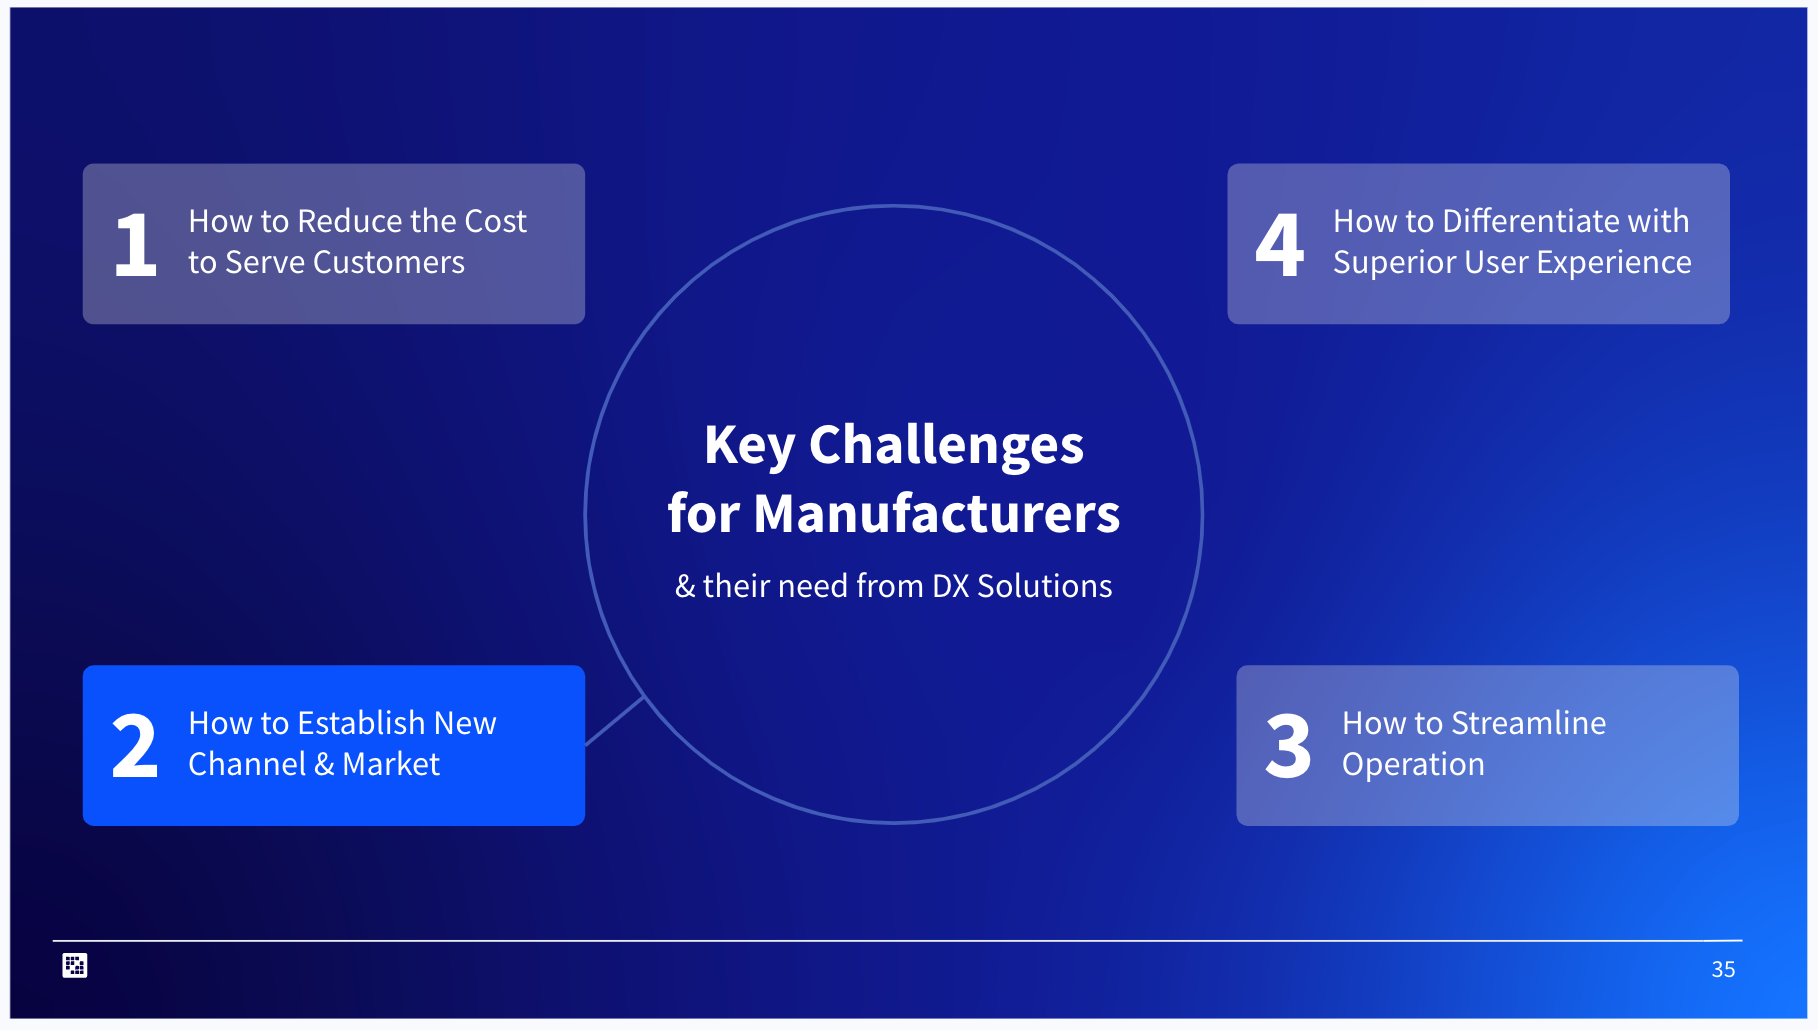 1
How to Reduce the Cost
to Serve Customers
4
How to Differentiate with
Superior User Experience
Key Challenges
for Manufacturers
& their need from DX Solutions
2
How to Establish New
Channel & Market
3
How to Streamline
Operation
35